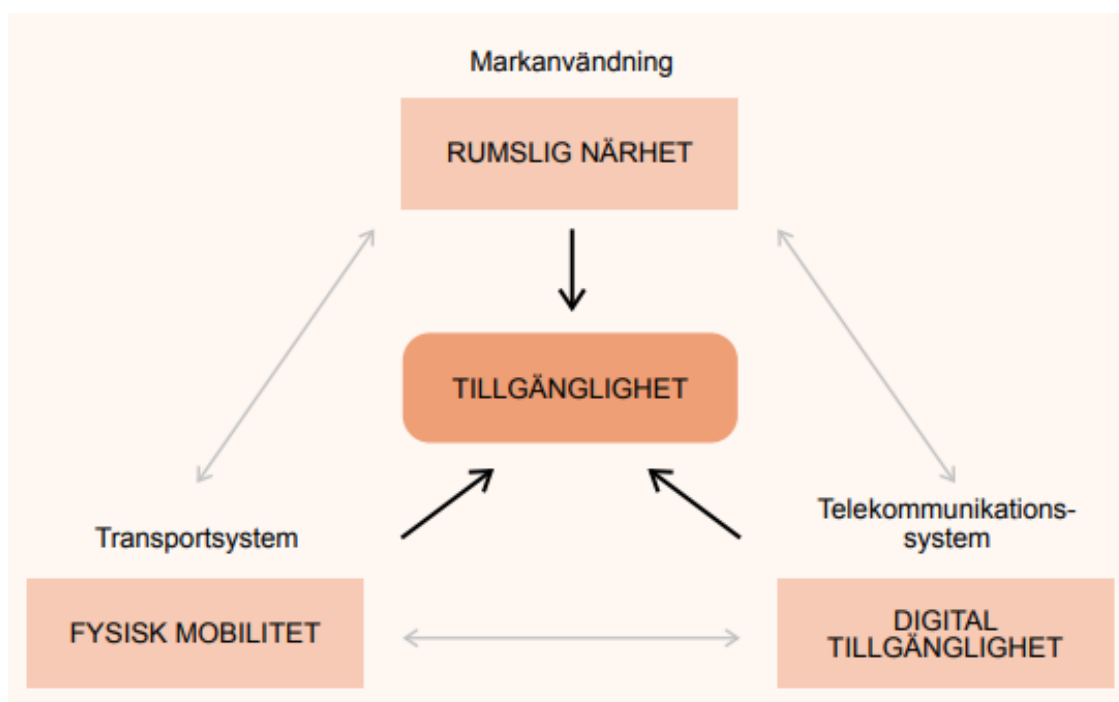 Markanvändning
RUMSLIG NÄRHET
TILLGÄNGLIGHET
Transportsystem
FYSISK MOBILITET
Telekommunikations-
system
DIGITAL
TILLGÄNGLIGHET